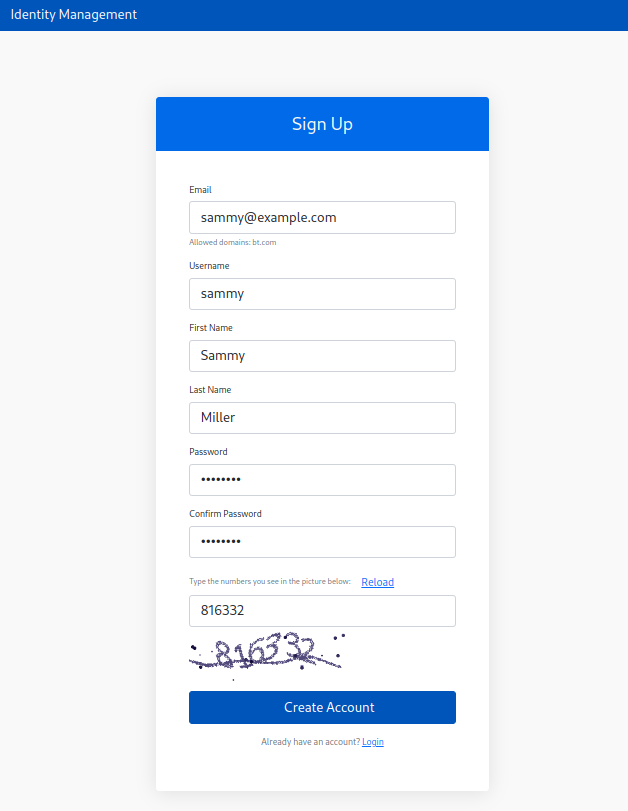 Identity Management
Sign Up
Email
sammy@example.com
Allowed domains: bt.com
Username
sammy
First Name
Sammy
Last Name
Miller
Password
••••••••
Confirm Password
••••••••
Type the numbers you see in the picture below: Reload
816332
816332
Create Account
Already have an account? Login